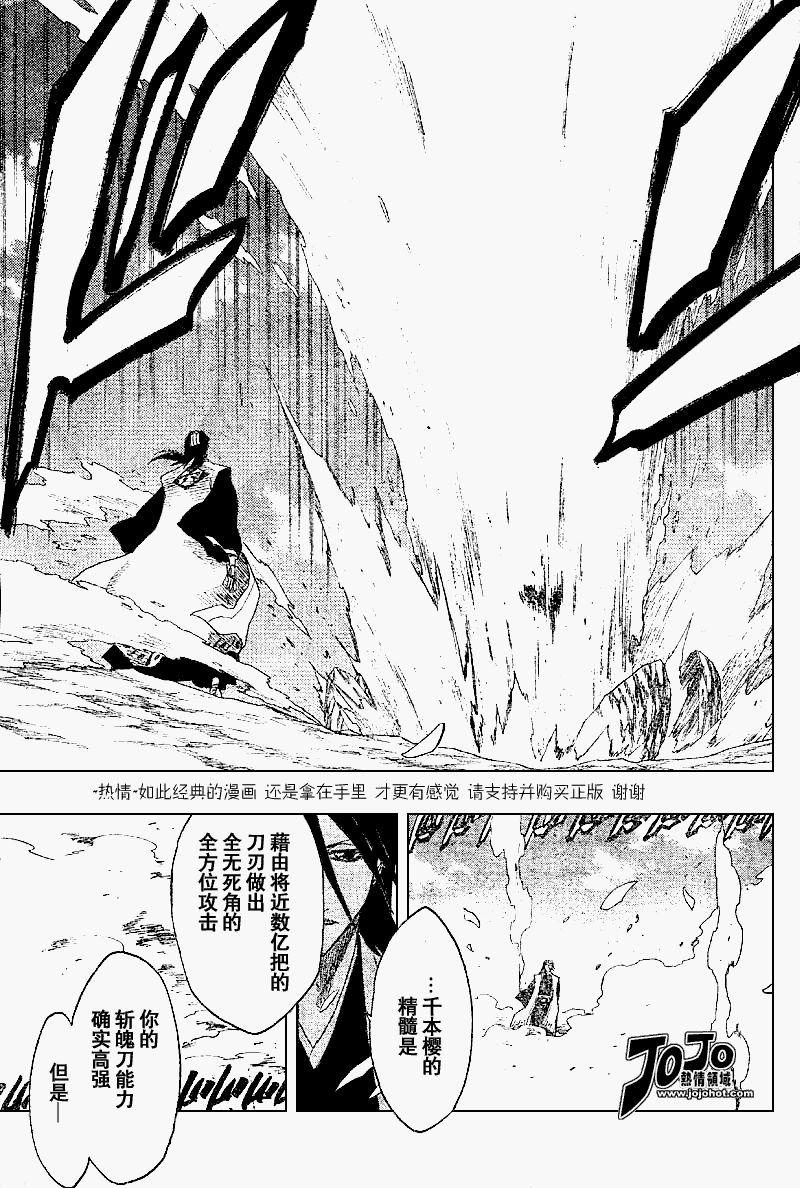 -热情-如此经典的漫画 还是拿在手里 才更有感觉 请支持并购买正版 谢谢
…千本樱的
精髓是
藉由将近数亿把的
刀刃做出
全无死角的
全方位攻击
你的
斩魄刀能力
确实高强
但是—
JOJO
熱情領域
www.jojohot.com